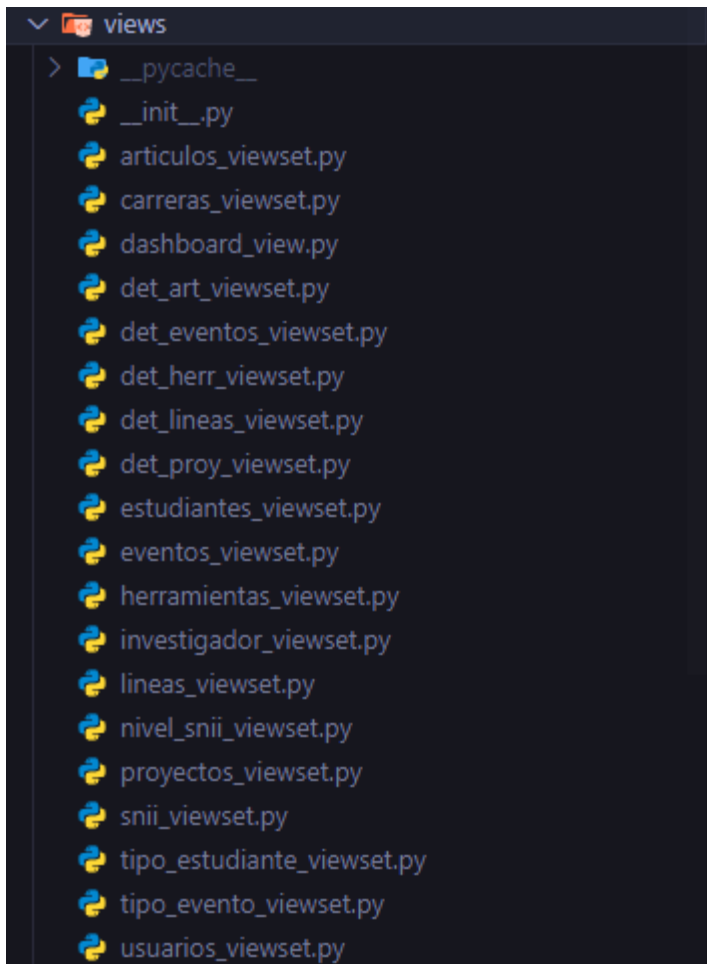 views
__pycache__
__init__.py
articulos_viewset.py
carreras_viewset.py
dashboard_view.py
det_art_viewset.py
det_eventos_viewset.py
det_herr_viewset.py
det_lineas_viewset.py
det_proy_viewset.py
estudiantes_viewset.py
eventos_viewset.py
herramientas_viewset.py
investigador_viewset.py
lineas_viewset.py
nivel_snii_viewset.py
proyectos_viewset.py
snii_viewset.py
tipo_estudiante_viewset.py
tipo_evento_viewset.py
usuarios_viewset.py